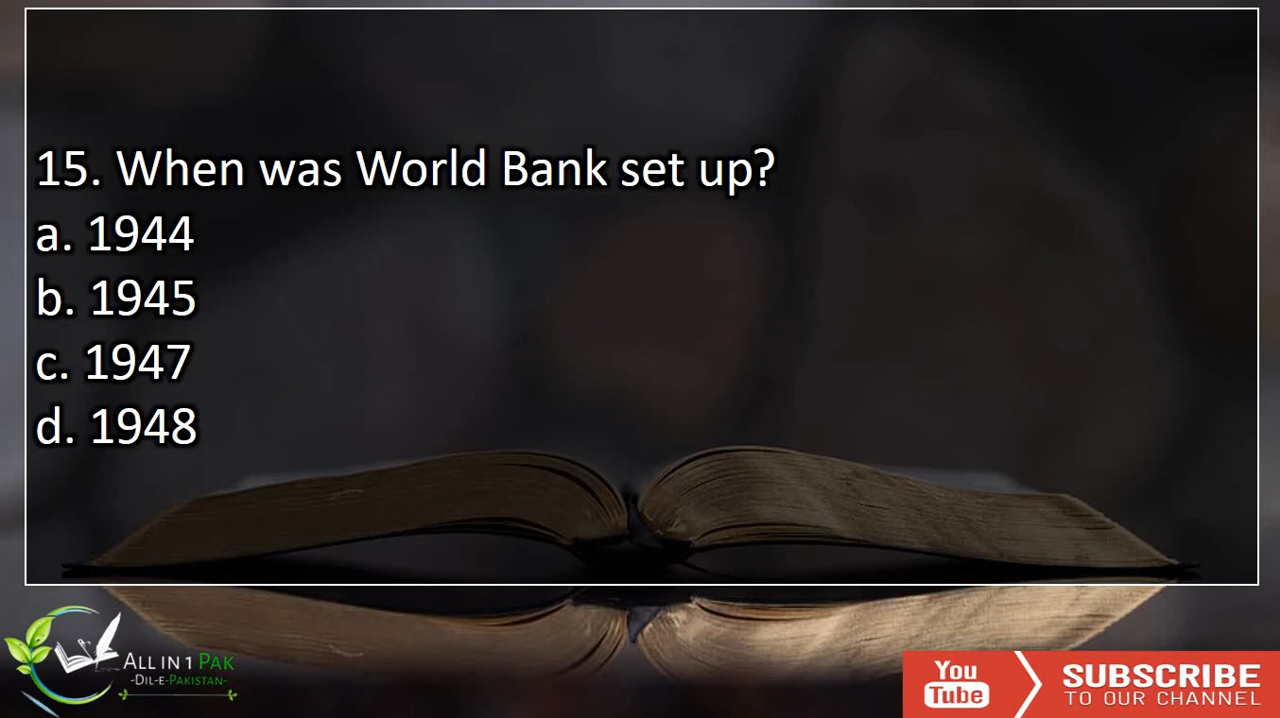 15. When was World Bank set up?
a. 1944
b. 1945
c. 1947
d. 1948
ALL IN 1 PAK
-DIL-E-PAKISTAN-
You
Tube
SUBSCRIBE
TO OUR CHANNEL